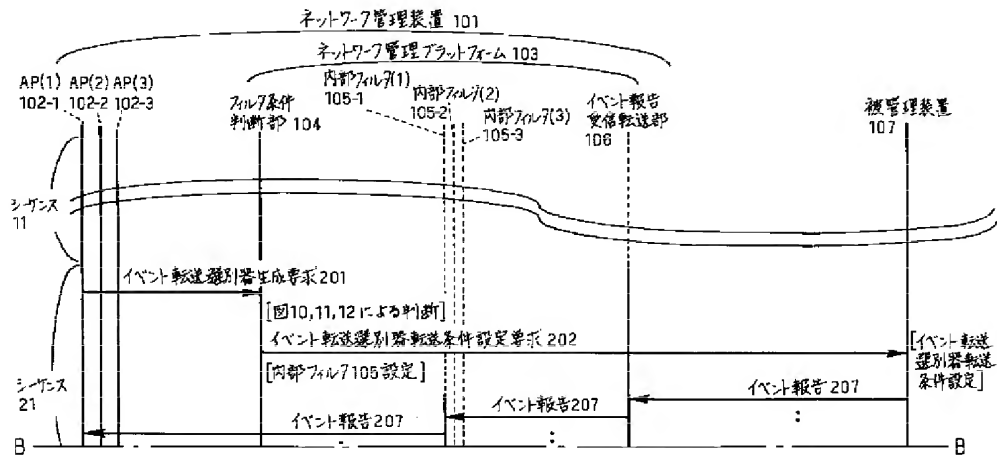 ネットワーク管理装置 101
ネットワーク管理プラットフォーム 103
AP(1)
102-1
AP(2)
102-2
AP(3)
102-3
フィルタ条件
判断部 104
内部フィルタ(1)
105-1
内部フィルタ(2)
105-2
内部フィルタ(3)
105-3
イベント報告
受信転送部
106
被管理装置
107
シーケンス
11
イベント転送選別器生成要求201
[図10,11,12による判断]
イベント転送選別器転送条件設定要求 202
[イベント転送
選別器転送
条件設定]
[内部フィルタ105設定]
シーケンス
21
イベント報告207
イベント報告207
イベント報告207
B
B